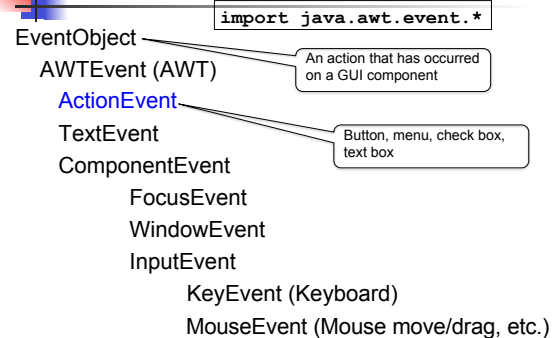 import java.awt.event.*
EventObject
An action that has occurred
on a GUI component
AWTEvent (AWT)
ActionEvent
TextEvent
Button, menu, check box,
text box
ComponentEvent
FocusEvent
WindowEvent
InputEvent
KeyEvent (Keyboard)
MouseEvent (Mouse move/drag, etc.)